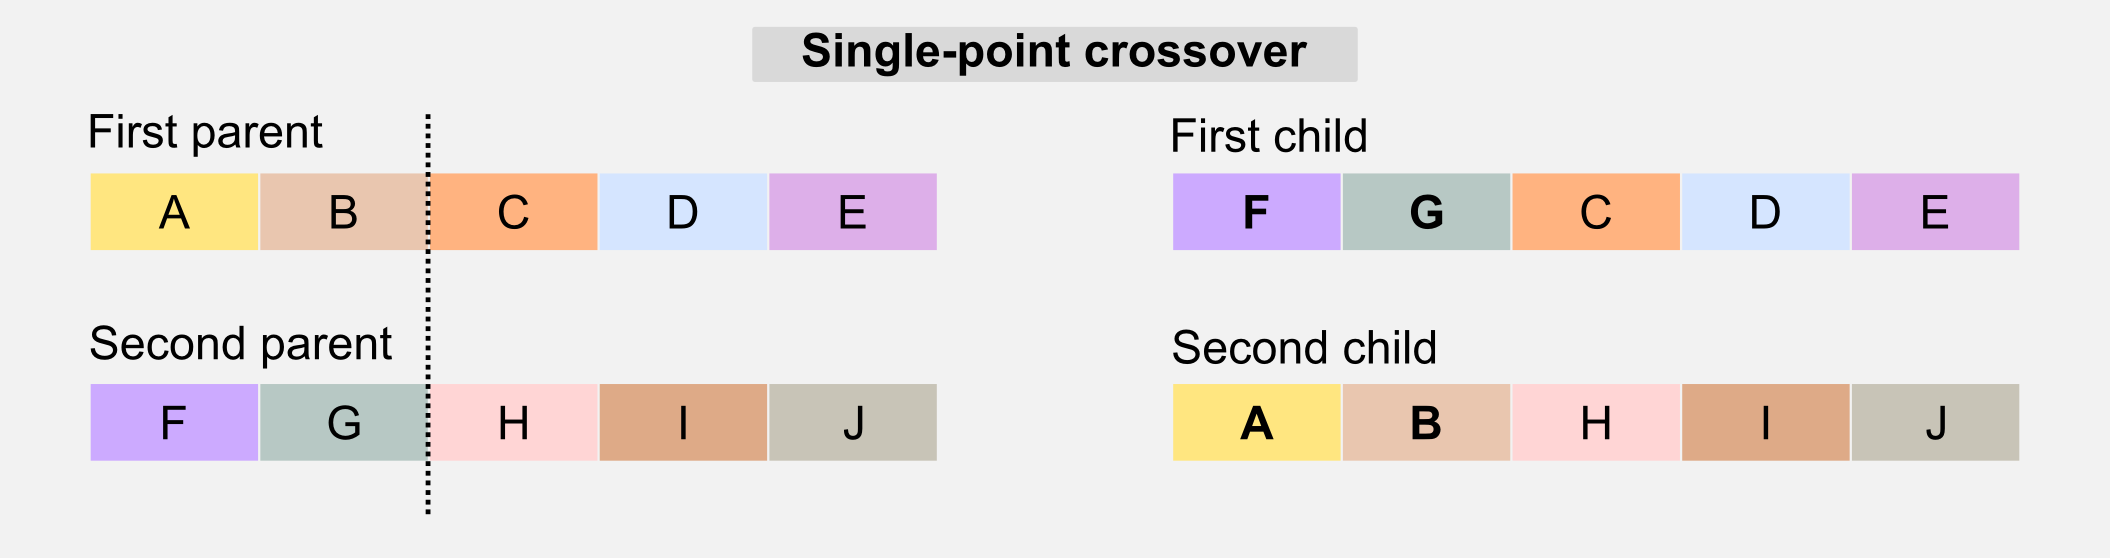 Single-point crossover
First parent
A B C D E
Second parent
F G H I J
First child
F G C D E
Second child
A B H I J